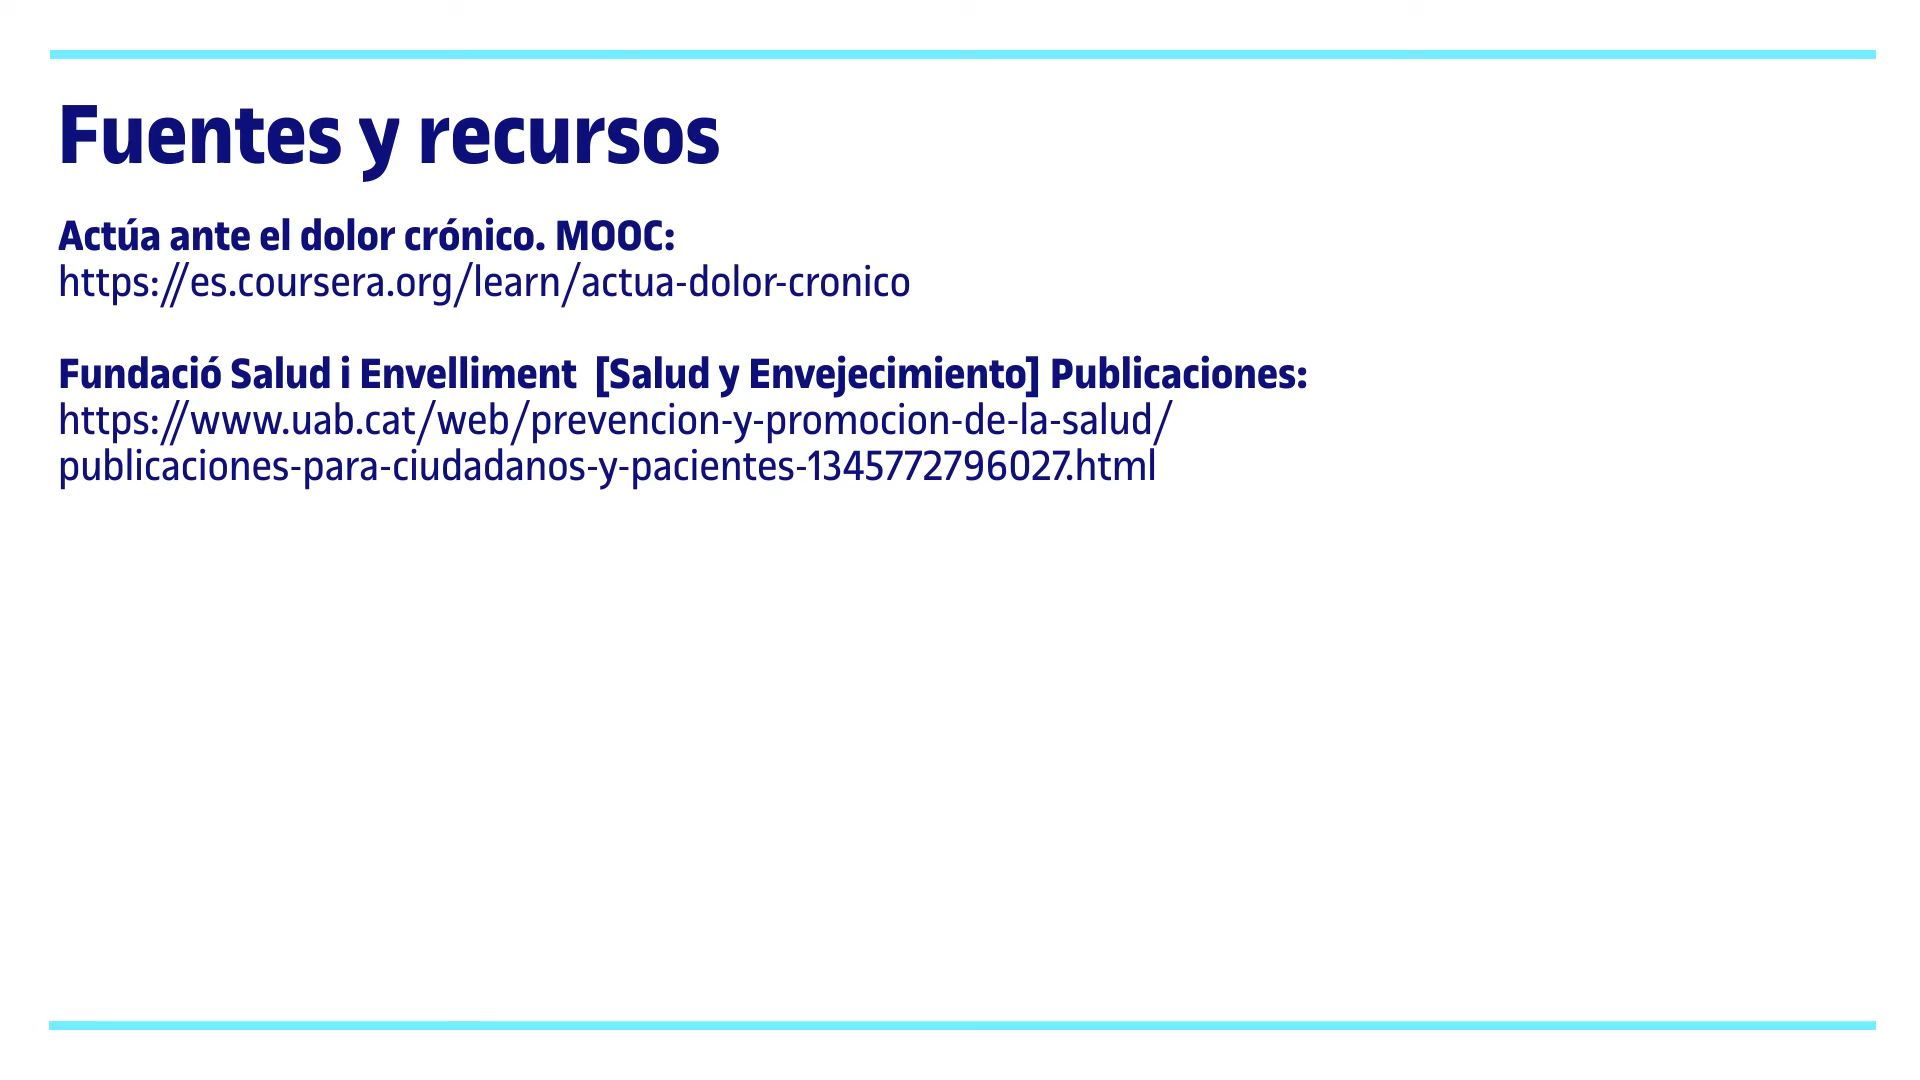 Fuentes y recursos
Actúa ante el dolor crónico. MOOC:
https://es.coursera.org/learn/actua-dolor-cronico
Fundació Salud i Envelliment  [Salud y Envejecimiento] Publicaciones:
https://www.uab.cat/web/prevencion-y-promocion-de-la-salud/
publicaciones-para-ciudadanos-y-pacientes-1345772796027.html